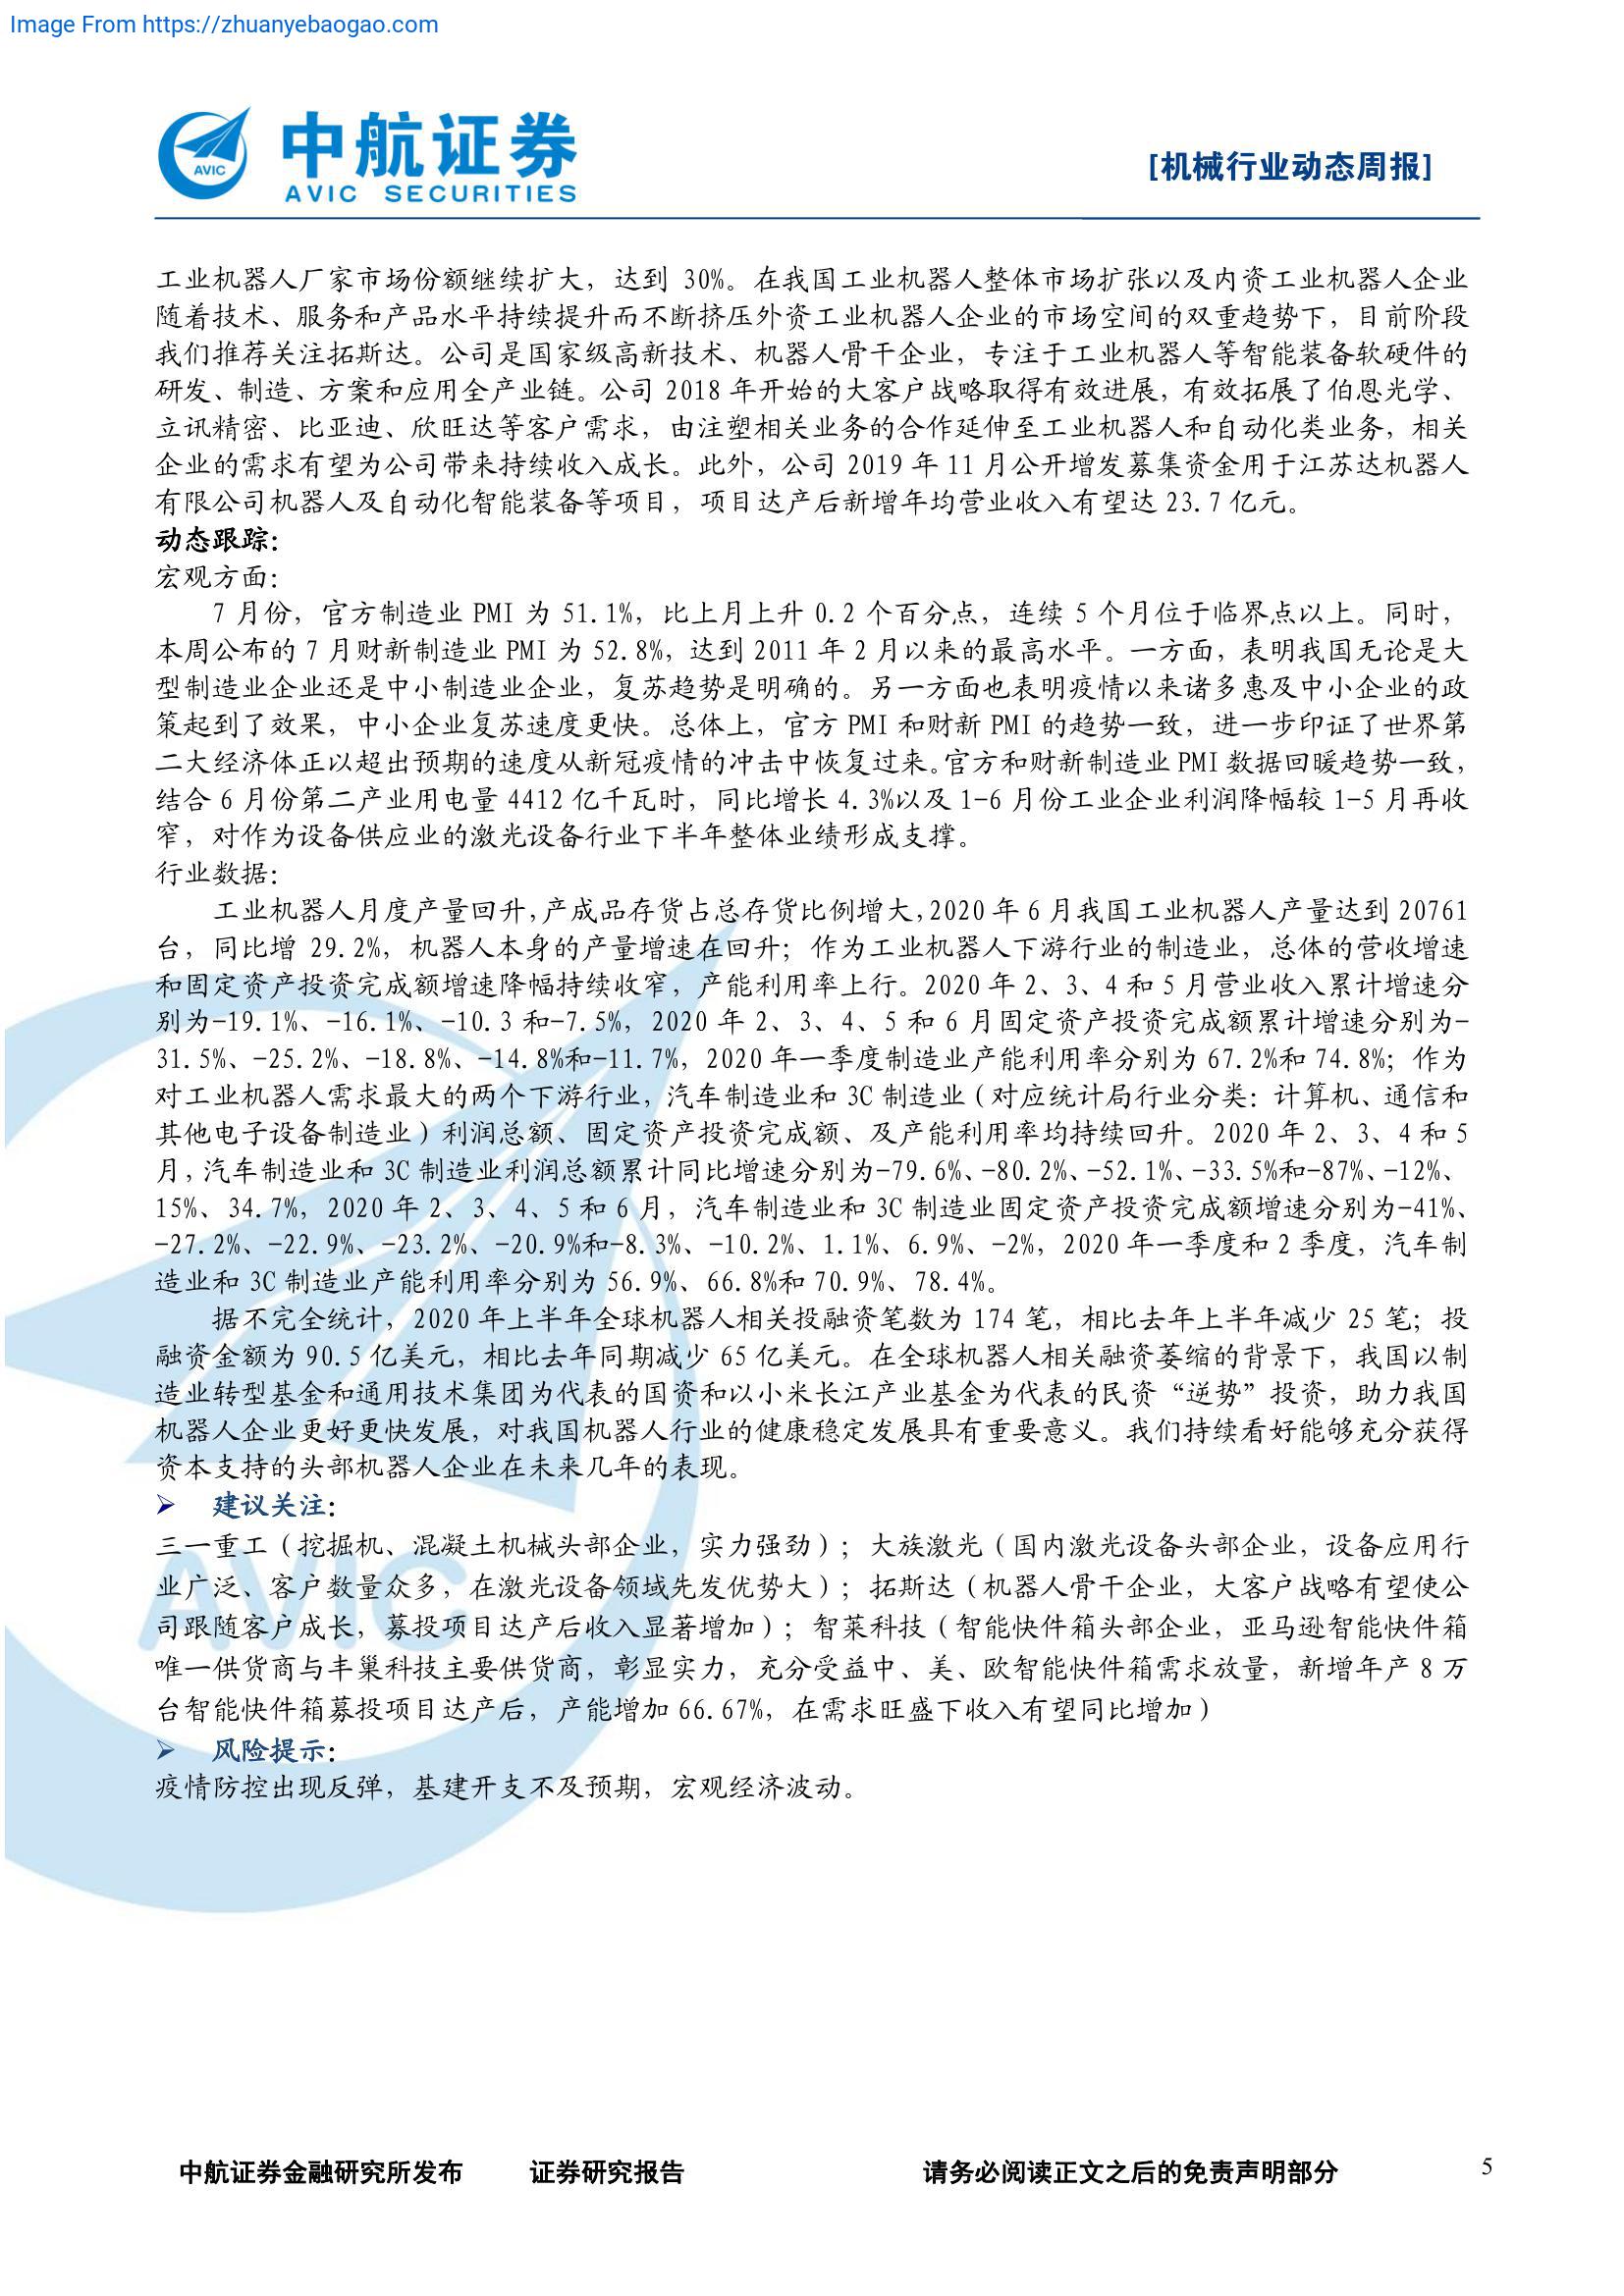 Image From https://zhuanyebaogao.com
中航证券
AVIC SECURITIES
AVIC
[机械行业动态周报]
工业机器人厂家市场份额继续扩大，达到 30%。在我国工业机器人整体市场扩张以及内资工业机器人企业
随着技术、服务和产品水平持续提升而不断挤压外资工业机器人企业的市场空间的双重趋势下，目前阶段
我们推荐关注拓斯达。公司是国家级高新技术、机器人骨干企业，专注于工业机器人等智能装备软硬件的
研发、制造、方案和应用全产业链。公司 2018 年开始的大客户战略取得有效进展，有效拓展了伯恩光学、
立讯精密、比亚迪、欣旺达等客户需求，由注塑相关业务的合作延伸至工业机器人和自动化类业务，相关
企业的需求有望为公司带来持续收入成长。此外，公司 2019 年 11 月公开增发募集资金用于江苏达机器人
有限公司机器人及自动化智能装备等项目，项目达产后新增年均营业收入有望达 23.7 亿元。
动态跟踪：
宏观方面：
7 月份，官方制造业 PMI 为 51.1%，比上月上升 0.2 个百分点，连续 5 个月位于临界点以上。同时，
本周公布的 7 月财新制造业 PMI 为 52.8%，达到 2011 年 2 月以来的最高水平。一方面，表明我国无论是大
型制造业企业还是中小制造业企业，复苏趋势是明确的。另一方面也表明疫情以来诸多惠及中小企业的政
策起到了效果，中小企业复苏速度更快。总体上，官方 PMI 和财新 PMI 的趋势一致，进一步印证了世界第
二大经济体正以超出预期的速度从新冠疫情的冲击中恢复过来。官方和财新制造业 PMI 数据回暖趋势一致，
结合 6 月份第二产业用电量 4412 亿千瓦时，同比增长 4.3%以及 1-6 月份工业企业利润降幅较 1-5 月再收
窄，对作为设备供应业的激光设备行业下半年整体业绩形成支撑。
行业数据：
工业机器人月度产量回升，产成品存货占总存货比例增大，2020 年 6 月我国工业机器人产量达到 20761
台，同比增 29.2%，机器人本身的产量增速在回升；作为工业机器人下游行业的制造业，总体的营收增速
和固定资产投资完成额增速降幅持续收窄，产能利用率上行。2020 年 2、3、4 和 5 月营业收入累计增速分
别为-19.1%、-16.1%、-10.3 和-7.5%，2020 年 2、3、4、5 和 6 月固定资产投资完成额累计增速分别为-
31.5%、-25.2%、-18.8%、-14.8%和-11.7%，2020 年一季度制造业产能利用率分别为 67.2%和 74.8%；作为
对工业机器人需求最大的两个下游行业，汽车制造业和 3C 制造业（对应统计局行业分类：计算机、通信和
其他电子设备制造业）利润总额、固定资产投资完成额、及产能利用率均持续回升。2020 年 2、3、4 和 5
月，汽车制造业和 3C 制造业利润总额累计同比增速分别为-79.6%、-80.2%、-52.1%、-33.5%和-87%、-12%、
15%、34.7%，2020 年 2、3、4、5 和 6 月，汽车制造业和 3C 制造业固定资产投资完成额增速分别为-41%、
-27.2%、-22.9%、-23.2%、-20.9%和-8.3%、-10.2%、1.1%、6.9%、-2%，2020 年一季度和 2 季度，汽车制
造业和 3C 制造业产能利用率分别为 56.9%、66.8%和 70.9%、78.4%。
据不完全统计，2020 年上半年全球机器人相关投融资笔数为 174 笔，相比去年上半年减少 25 笔；投
融资金额为 90.5 亿美元，相比去年同期减少 65 亿美元。在全球机器人相关融资萎缩的背景下，我国以制
造业转型基金和通用技术集团为代表的国资和以小米长江产业基金为代表的民资“逆势”投资，助力我国
机器人企业更好更快发展，对我国机器人行业的健康稳定发展具有重要意义。我们持续看好能够充分获得
资本支持的头部机器人企业在未来几年的表现。
➢ 建议关注：
三一重工（挖掘机、混凝土机械头部企业，实力强劲）；大族激光（国内激光设备头部企业，设备应用行
业广泛、客户数量众多，在激光设备领域先发优势大）；拓斯达（机器人骨干企业，大客户战略有望使公
司跟随客户成长，募投项目达产后收入显著增加）；智莱科技（智能快件箱头部企业，亚马逊智能快件箱
唯一供货商与丰巢科技主要供货商，彰显实力，充分受益中、美、欧智能快件箱需求放量，新增年产 8 万
台智能快件箱募投项目达产后，产能增加 66.67%，在需求旺盛下收入有望同比增加）
➢ 风险提示：
疫情防控出现反弹，基建开支不及预期，宏观经济波动。
AVIC
中航证券金融研究所发布 证券研究报告 请务必阅读正文之后的免责声明部分 5